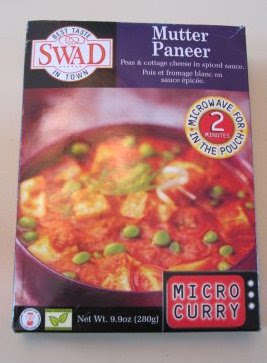 BEST TASTE
SWAD
IN TOWN
Mutter
Paneer
Peas & cottage cheese in spiced sauce.
Pois et fromage blanc en
sauce épicée.
MICROWAVE FOR
2
MINUTES
IN THE POUCH
MICRO
CURRY
Net Wt. 9.9oz (280g)